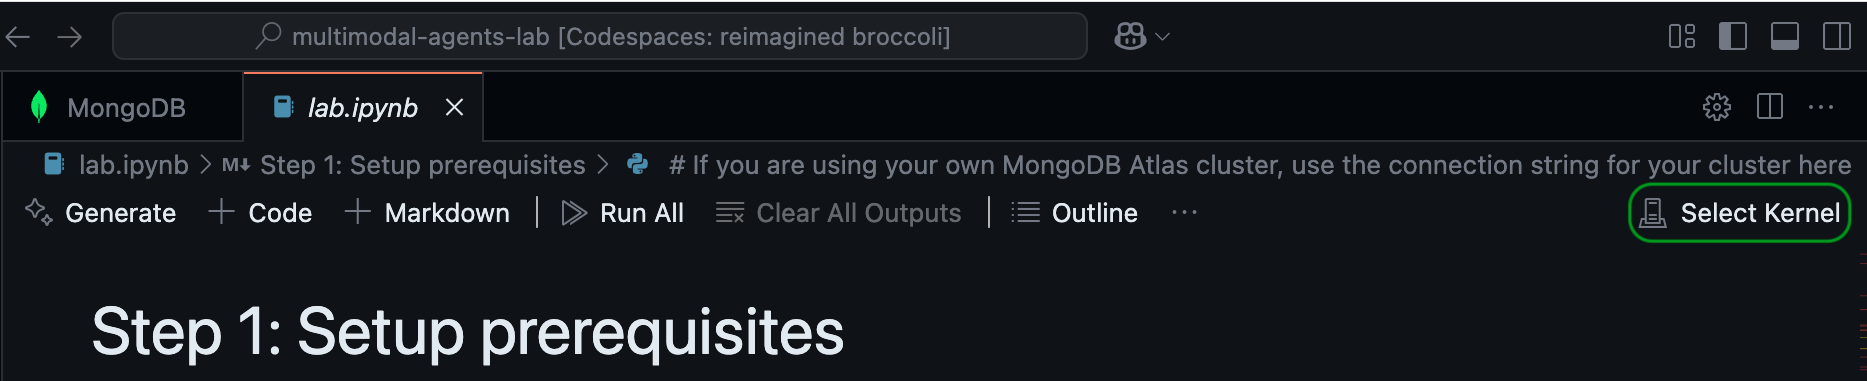 multimodal-agents-lab [Codespaces: reimagined broccoli]
MongoDB
lab.ipynb
lab.ipynb > M↓ Step 1: Setup prerequisites > # If you are using your own MongoDB Atlas cluster, use the connection string for your cluster here
Generate + Code + Markdown | Run All Clear All Outputs | Outline ··· Select Kernel
Step 1: Setup prerequisites